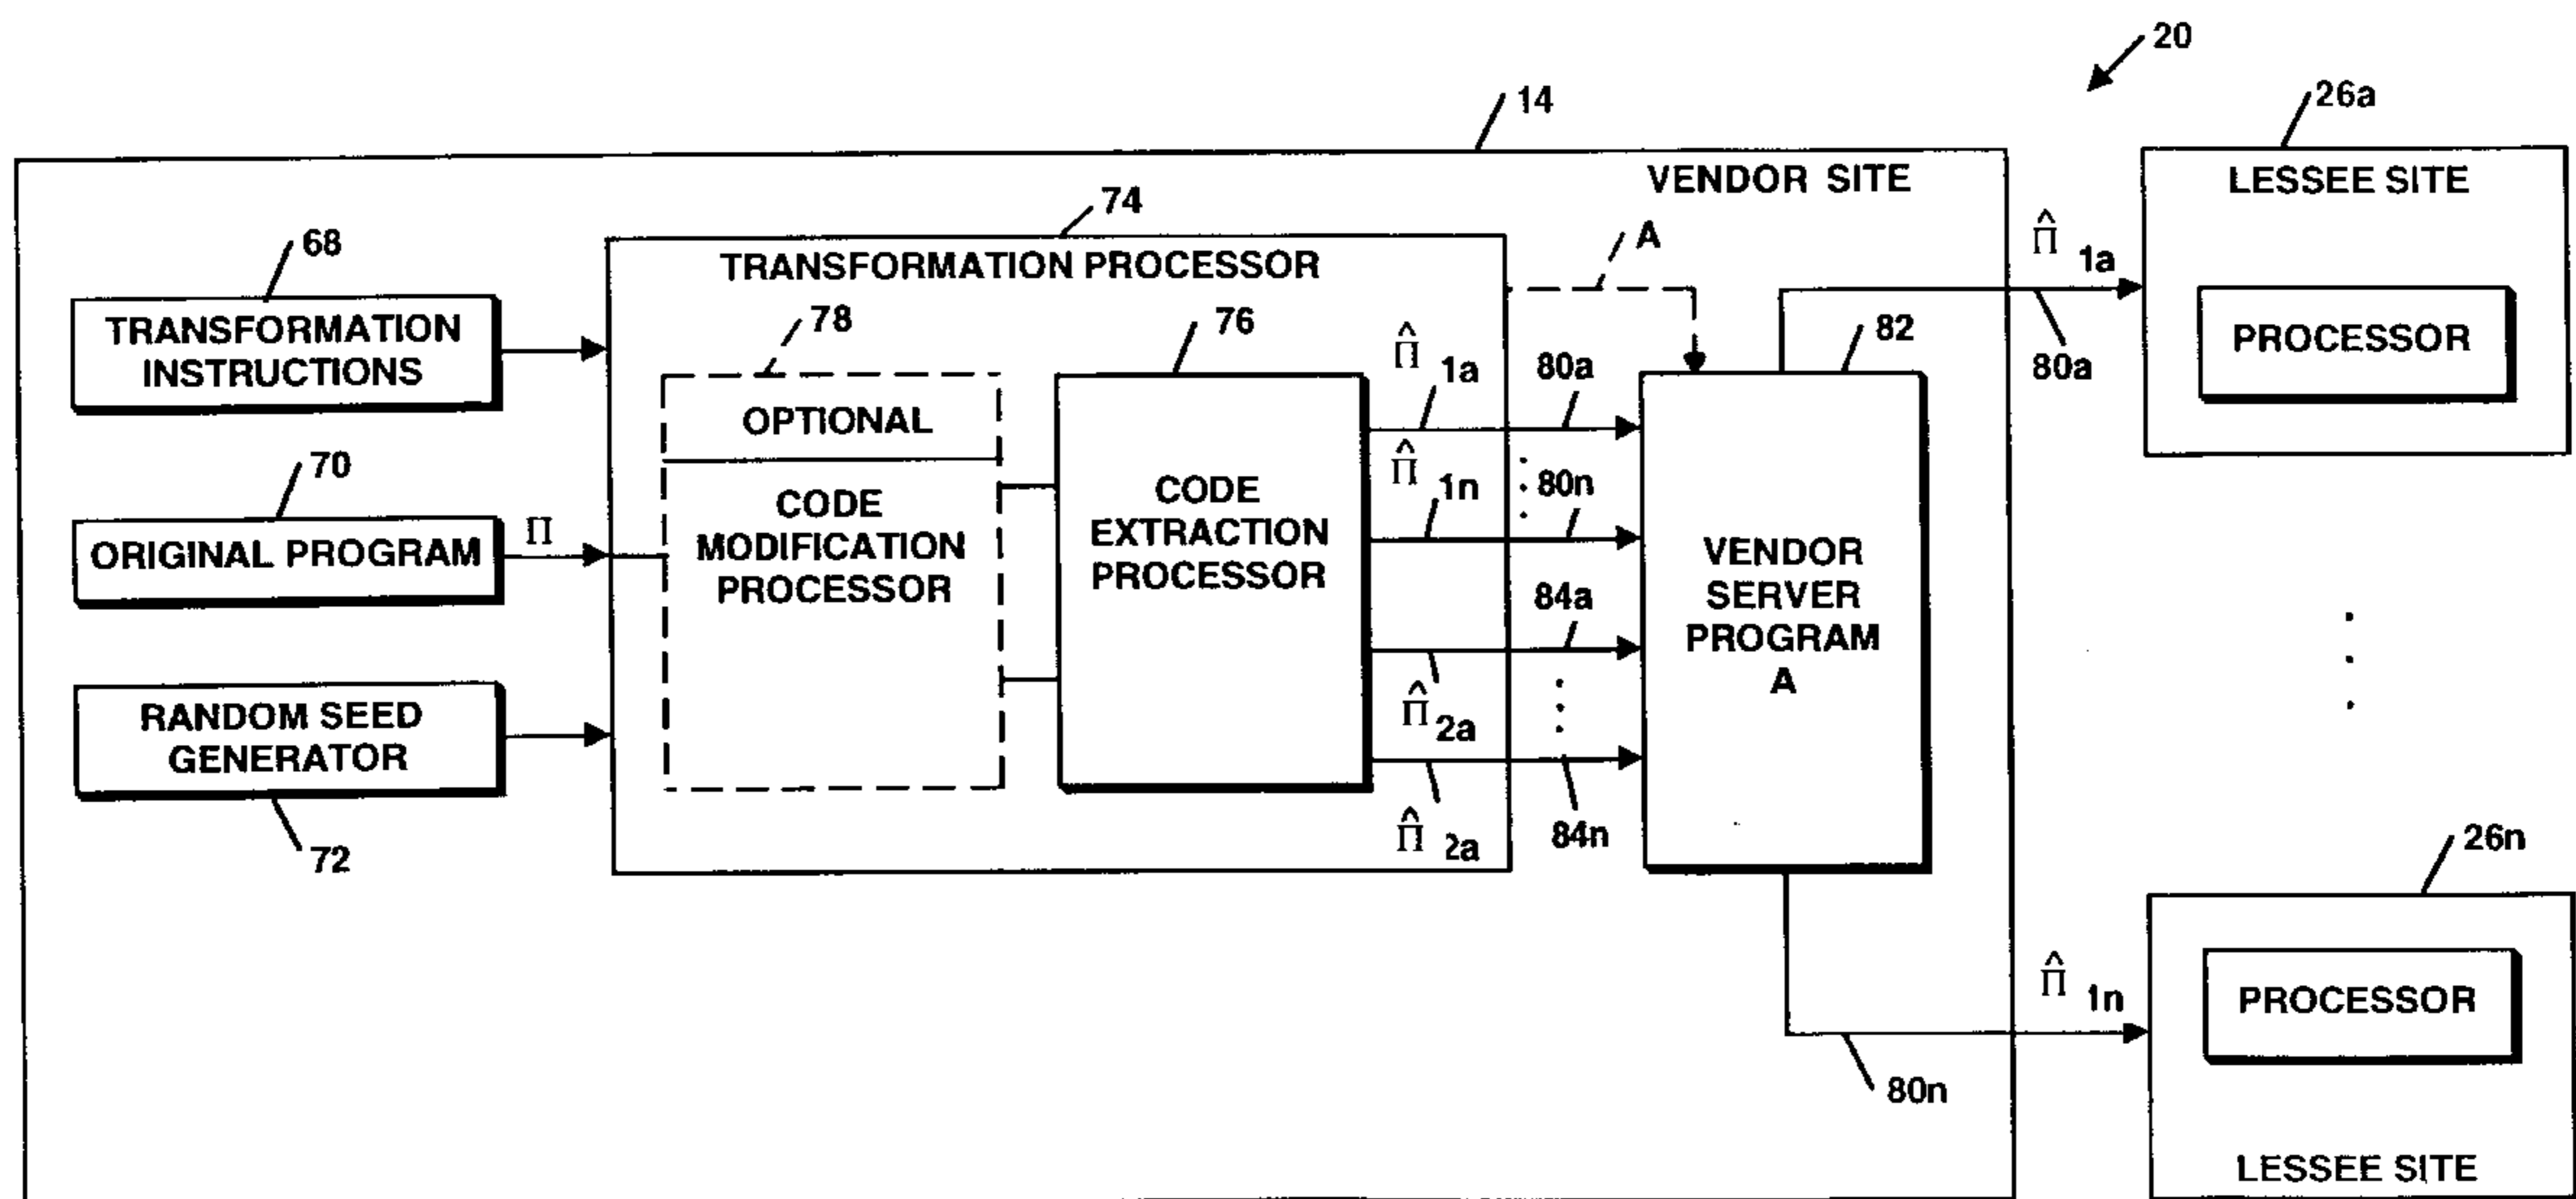 20
14
26a
VENDOR SITE
LESSEE SITE
74
68
TRANSFORMATION PROCESSOR
A
Π̂ 1a
TRANSFORMATION
INSTRUCTIONS
78
76
82
80a
PROCESSOR
Π̂ 1a
80a
OPTIONAL
70
ORIGINAL PROGRAM
Π
CODE
MODIFICATION
PROCESSOR
CODE
EXTRACTION
PROCESSOR
Π̂ 1n
80n
VENDOR
SERVER
PROGRAM
A
84a
RANDOM SEED
GENERATOR
72
Π̂ 2a
Π̂ 2a
84n
26n
Π̂ 1n
PROCESSOR
80n
LESSEE SITE